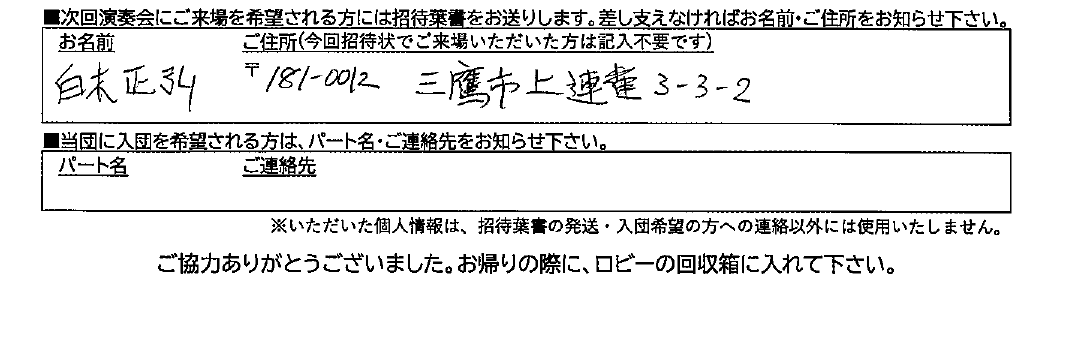 ■次回演奏会にご来場を希望される方には招待葉書をお送りします。差し支えなければお名前・ご住所をお知らせ下さい。
お名前 ご住所(今回招待状でご来場いただいた方は記入不要です)
白末正弘 〒181-0012 三鷹市上連雀3-3-2
■当団に入団を希望される方は、パート名・ご連絡先をお知らせ下さい。
パート名 ご連絡先
※いただいた個人情報は、招待葉書の発送・入団希望の方への連絡以外には使用いたしません。
ご協力ありがとうございました。お帰りの際に、ロビーの回収箱に入れて下さい。